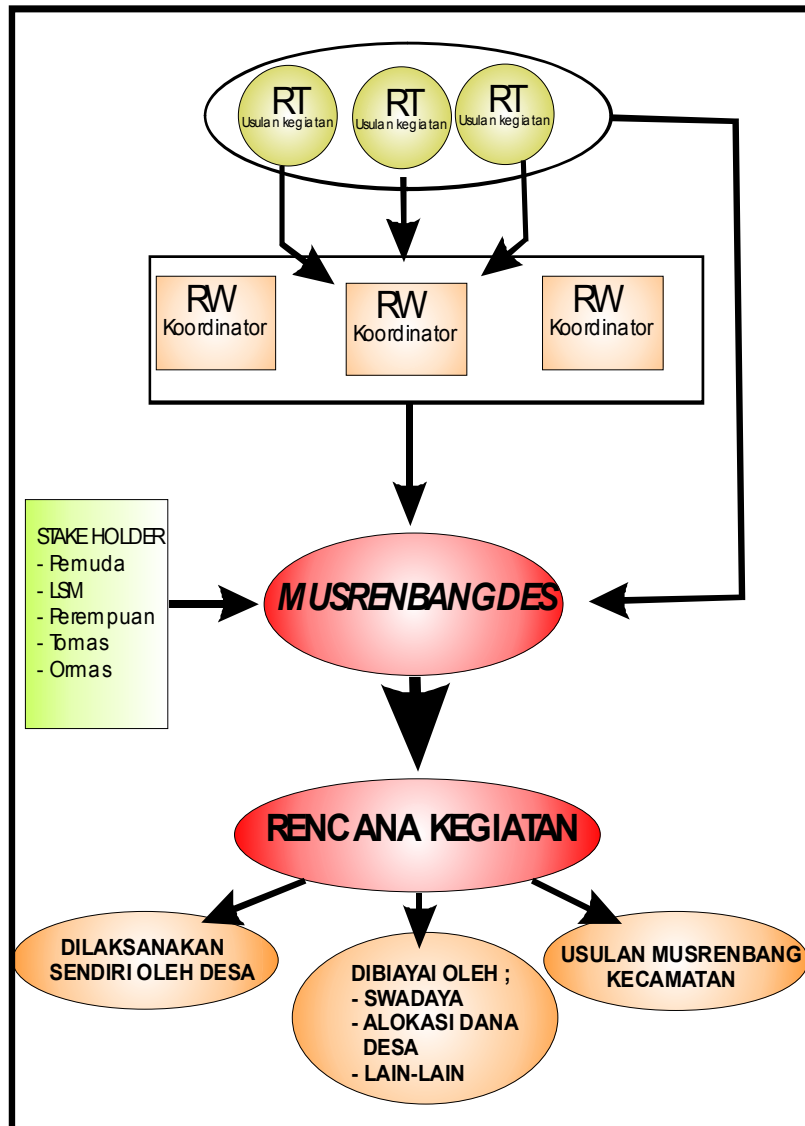 RT
Usulan kegiatan
RT
Usulan kegiatan
RT
Usulan kegiatan
RW
Koordinator
RW
Koordinator
RW
Koordinator
STAKE HOLDER
- Pemuda
- LSM
- Perempuan
- Tomas
- Ormas
MUSRENBANGDES
RENCANA KEGIATAN
DILAKSANAKAN
SENDIRI OLEH DESA
DIBIAYAI OLEH ;
- SWADAYA
- ALOKASI DANA
DESA
- LAIN-LAIN
USULAN MUSRENBANG
KECAMATAN